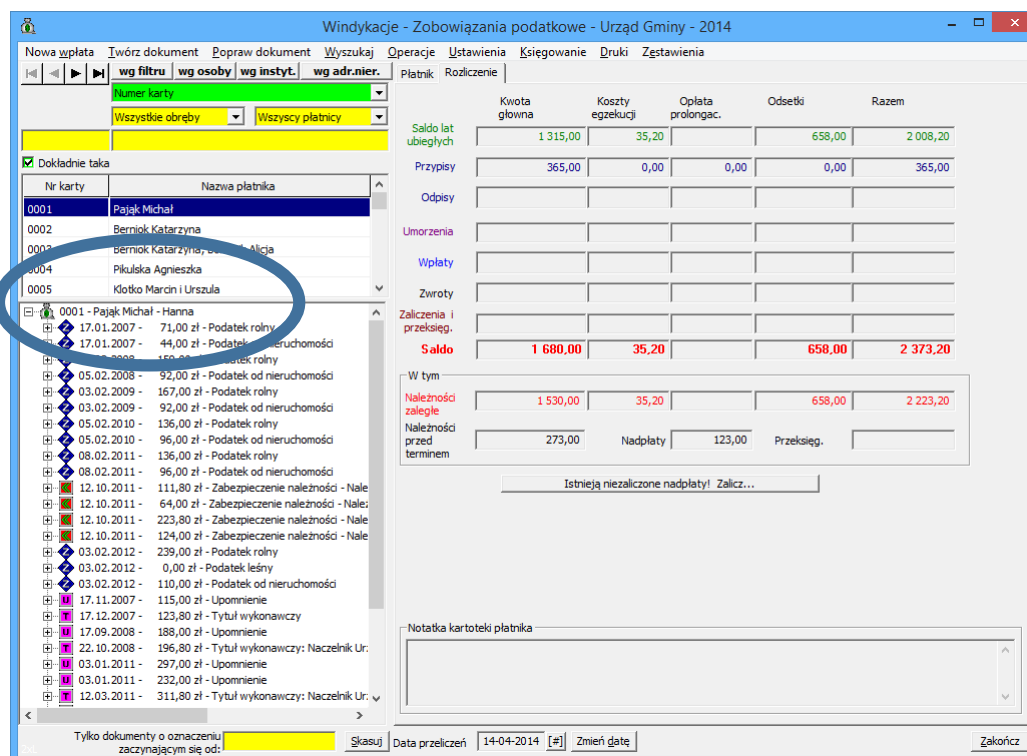 Windykacje - Zobowiązania podatkowe - Urząd Gminy - 2014
Nowa wpłata Twórz dokument Popraw dokument Wyszukaj Operacje Ustawienia Księgowanie Druki Zestawienia
wg filtru wg osoby wg instyt. wg adr.nier.
Numer karty
Wszystkie obręby Wszyscy płatnicy
Dokładnie taka
Nr karty Nazwa płatnika
0001 Pająk Michał
0002 Berniok Katarzyna
Berniok Katarzyna,
0004 Pikulska Agnieszka
0005 Klotko Marcin i Urszula
0001 - Pająk Michał - Hanna
17.01.2007 - 71,00 zł - Podatek rolny
17.01.2007 - 44,00 zł - Podatek nieruchomości
rolny
05.02.2008 - 92,00 zł - Podatek od nieruchomości
03.02.2009 - 167,00 zł - Podatek rolny
03.02.2009 - 92,00 zł - Podatek od nieruchomości
05.02.2010 - 136,00 zł - Podatek rolny
05.02.2010 - 96,00 zł - Podatek od nieruchomości
08.02.2011 - 136,00 zł - Podatek rolny
08.02.2011 - 96,00 zł - Podatek od nieruchomości
12.10.2011 - 111,80 zł - Zabezpieczenie należności - Nale
12.10.2011 - 64,00 zł - Zabezpieczenie należności - Nale
12.10.2011 - 223,80 zł - Zabezpieczenie należności - Nale
12.10.2011 - 124,00 zł - Zabezpieczenie należności - Nale
03.02.2012 - 239,00 zł - Podatek rolny
03.02.2012 - 0,00 zł - Podatek leśny
03.02.2012 - 110,00 zł - Podatek od nieruchomości
17.11.2007 - 115,00 zł - Upomnienie
17.12.2007 - 123,80 zł - Tytuł wykonawczy
17.09.2008 - 188,00 zł - Upomnienie
22.10.2008 - 196,80 zł - Tytuł wykonawczy: Naczelnik Ur
03.01.2011 - 297,00 zł - Upomnienie
03.01.2011 - 232,00 zł - Upomnienie
12.03.2011 - 311,80 zł - Tytuł wykonawczy: Naczelnik Ur
Płatnik Rozliczenie
Kwota głowna Koszty egzekucji Opłata prolongac. Odsetki Razem
Saldo lat ubiegłych 1 315,00 35,20 658,00 2 008,20
Przypisy 365,00 0,00 0,00 0,00 365,00
Odpisy
Umorzenia
Wpłaty
Zwroty
Zaliczenia i przeksięg.
Saldo 1 680,00 35,20 658,00 2 373,20
W tym
Należności zaległe 1 530,00 35,20 658,00 2 223,20
Należności przed terminem 273,00 Nadpłaty 123,00 Przeksięg.
Istnieją niezaliczone nadpłaty! Zalicz...
Notatka kartoteki płatnika
Tylko dokumenty o oznaczeniu zaczynającym się od: Skasuj Data przeliczeń 14-04-2014 [#] Zmień datę Zakończ